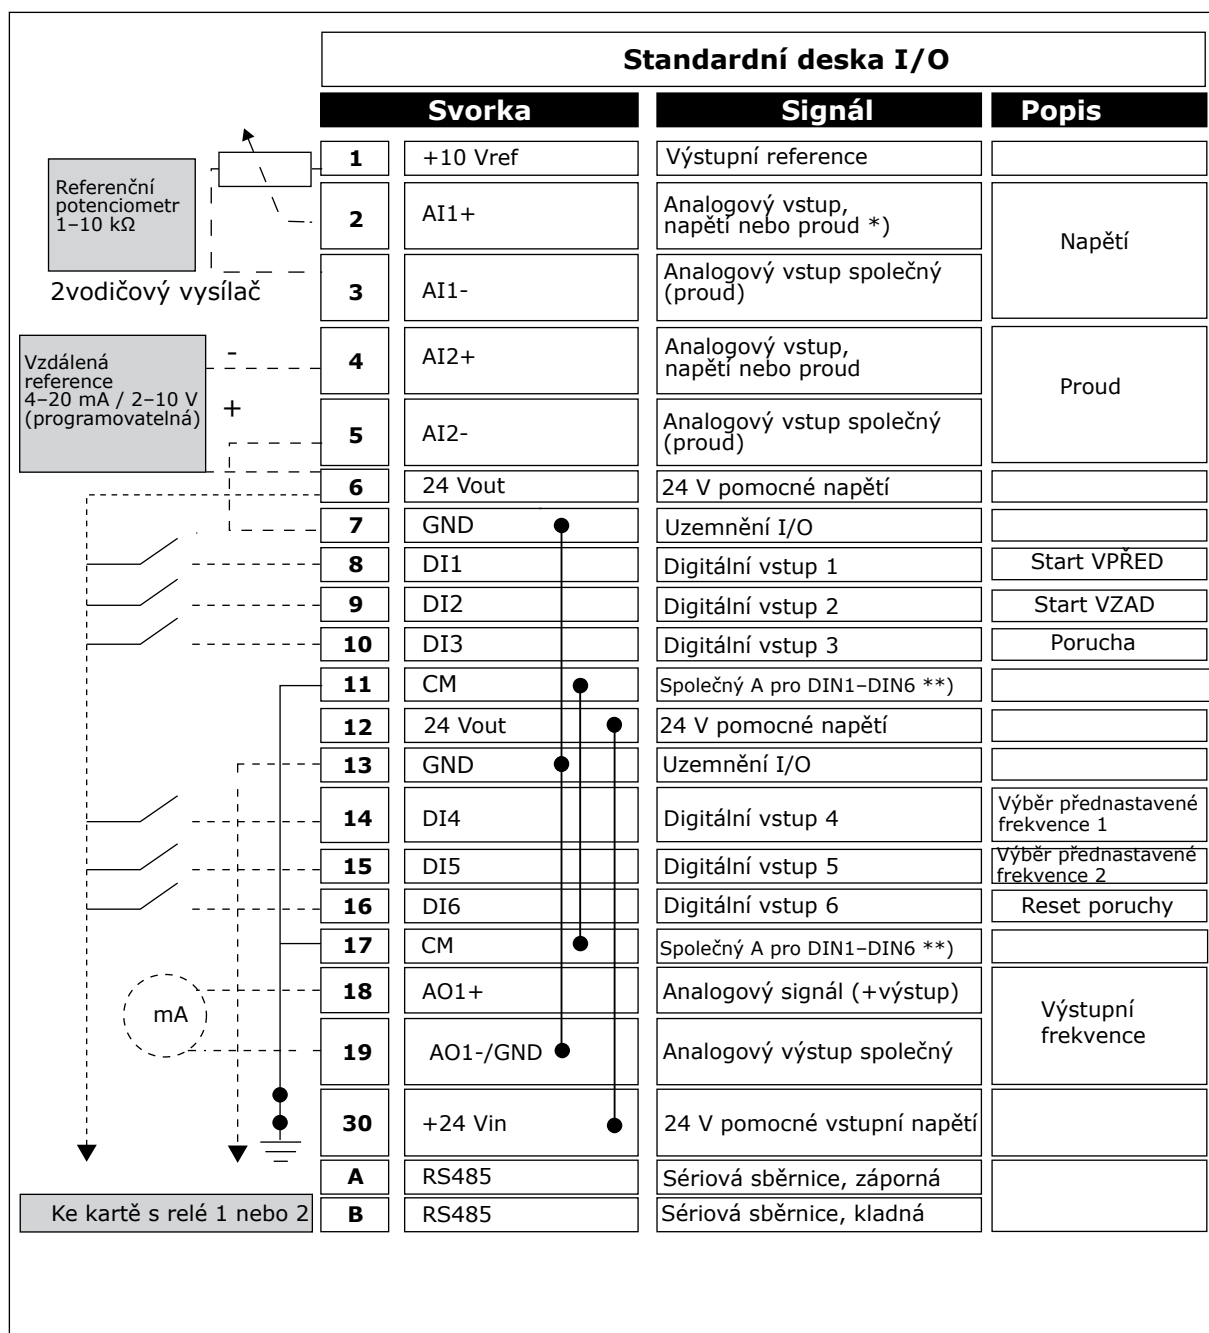 Standardní deska I/O
Svorka Signál Popis
1 +10 Vref Výstupní reference
Referenční
potenciometr
1–10 kΩ
2 AI1+ Analogový vstup,
napětí nebo proud *)
Napětí
3 AI1- Analogový vstup společný
(proud)
2vodičový vysílač
Vzdálená
reference
4–20 mA / 2–10 V
(programovatelná)
-
+
4 AI2+ Analogový vstup,
napětí nebo proud
Proud
5 AI2- Analogový vstup společný
(proud)
6 24 Vout 24 V pomocné napětí
7 GND Uzemnění I/O
8 DI1 Digitální vstup 1 Start VPŘED
9 DI2 Digitální vstup 2 Start VZAD
10 DI3 Digitální vstup 3 Porucha
11 CM Společný A pro DIN1–DIN6 **)
12 24 Vout 24 V pomocné napětí
13 GND Uzemnění I/O
14 DI4 Digitální vstup 4 Výběr přednastavené
frekvence 1
15 DI5 Digitální vstup 5 Výběr přednastavené
frekvence 2
16 DI6 Digitální vstup 6 Reset poruchy
17 CM Společný A pro DIN1–DIN6 **)
mA
18 AO1+ Analogový signál (+výstup)
Výstupní
frekvence
19 AO1-/GND Analogový výstup společný
30 +24 Vin 24 V pomocné vstupní napětí
A RS485 Sériová sběrnice, záporná
Ke kartě s relé 1 nebo 2
B RS485 Sériová sběrnice, kladná